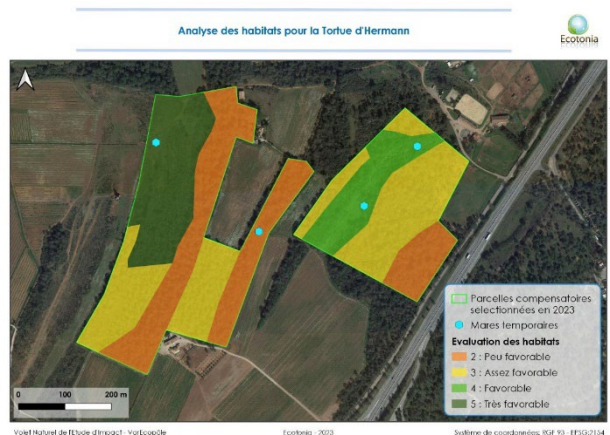 Analyse des habitats pour la Tortue d'Hermann
Ecotonia
Parcelles compensatoires
selectionnées en 2023
Mares temporaires
Evaluation des habitats
2 : Peu favorable
3 : Assez favorable
4 : Favorable
5 : Très favorable
0 100 200 m
Volet Naturel de l'Etude d'Impact - VarEcopôle
Ecotonia - 2023
Système de coordonnées: RGF 93 - EPSG:2154